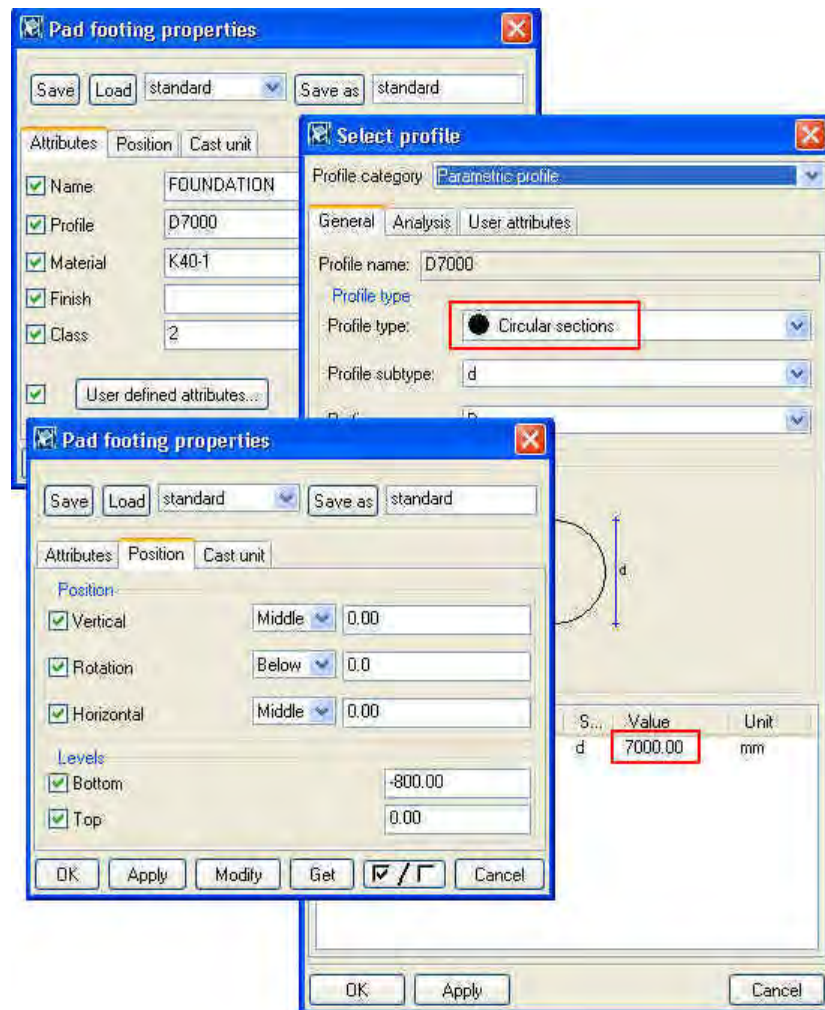 Pad footing properties
Save Load standard Save as standard
Attributes Position Cast unit
Name FOUNDATION
Profile D7000
Material K40-1
Finish
Class 2
User defined attributes...
Select profile
Profile category Parametric profile
General Analysis User attributes
Profile name: D7000
Profile type
Profile type: Circular sections
Profile subtype: d
d
S... Value Unit
d 7000.00 mm
OK Apply Cancel
Pad footing properties
Save Load standard Save as standard
Attributes Position Cast unit
Position
Vertical Middle 0.00
Rotation Below 0.0
Horizontal Middle 0.00
Levels
Bottom -800.00
Top 0.00
OK Apply Modify Get / Cancel